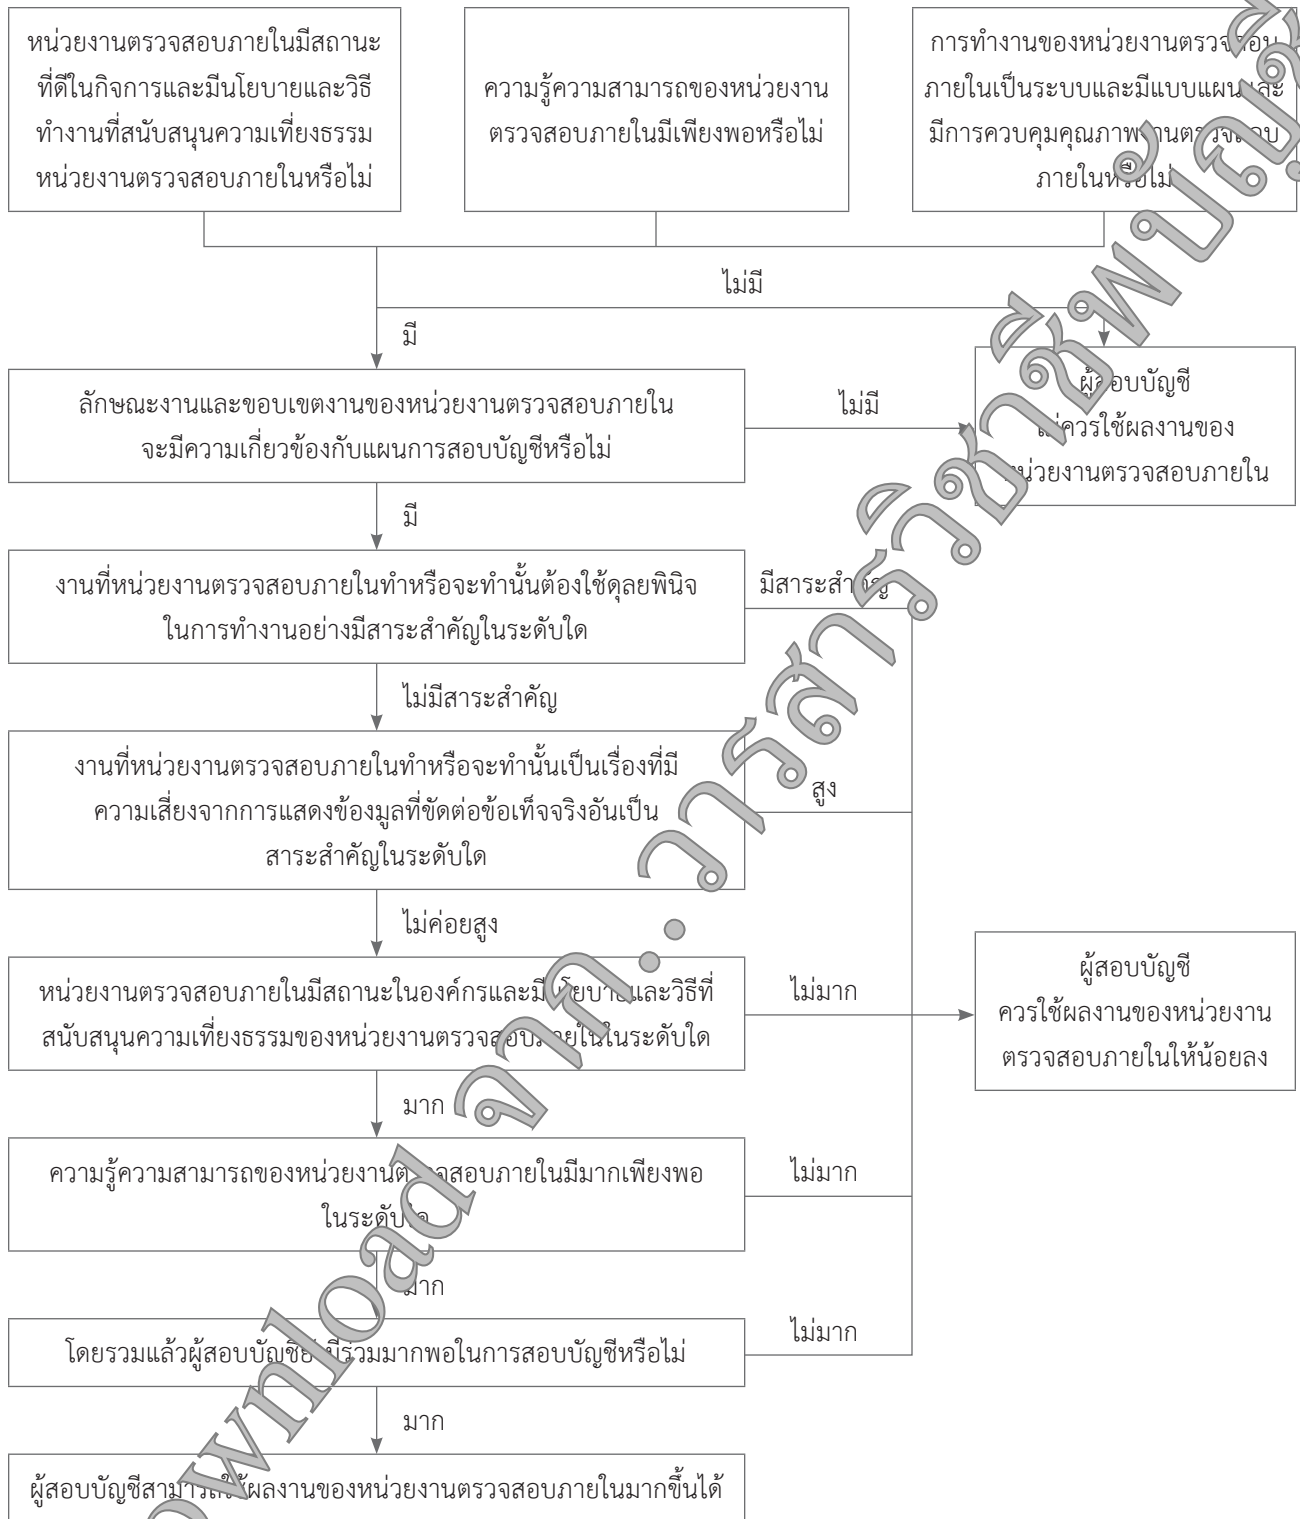 หน่วยงานตรวจสอบภายในมีสถานะ
ที่ดีในกิจการและมีนโยบายและวิธี
ทำงานที่สนับสนุนความเที่ยงธรรม
หน่วยงานตรวจสอบภายในหรือไม่
ความรู้ความสามารถของหน่วยงาน
ตรวจสอบภายในมีเพียงพอหรือไม่
การทำงานของหน่วยงานตรวจสอบ
ภายในเป็นระบบและมีแบบแผนและ
มีการควบคุมคุณภาพงานตรวจสอบ
ภายในหรือไม่
ไม่มี
มี
ลักษณะงานและขอบเขตงานของหน่วยงานตรวจสอบภายใน
จะมีความเกี่ยวข้องกับแผนการสอบบัญชีหรือไม่
ไม่มี
ผู้สอบบัญชี
ไม่ควรใช้ผลงานของ
หน่วยงานตรวจสอบภายใน
มี
งานที่หน่วยงานตรวจสอบภายในทำหรือจะทำนั้นต้องใช้ดุลยพินิจ
ในการทำงานอย่างมีสาระสำคัญในระดับใด
มีสาระสำคัญ
ไม่มีสาระสำคัญ
งานที่หน่วยงานตรวจสอบภายในทำหรือจะทำนั้นเป็นเรื่องที่มี
ความเสี่ยงจากการแสดงข้องมูลที่ขัดต่อข้อเท็จจริงอันเป็น
สาระสำคัญในระดับใด
สูง
ไม่ค่อยสูง
หน่วยงานตรวจสอบภายในมีสถานะในองค์กรและมีนโยบายและวิธีที่
สนับสนุนความเที่ยงธรรมของหน่วยงานตรวจสอบภายในในระดับใด
ไม่มาก
ผู้สอบบัญชี
ควรใช้ผลงานของหน่วยงาน
ตรวจสอบภายในให้น้อยลง
มาก
ความรู้ความสามารถของหน่วยงานตรวจสอบภายในมีมากเพียงพอ
ในระดับใด
ไม่มาก
มาก
โดยรวมแล้วผู้สอบบัญชียังมีร่วมมากพอในการสอบบัญชีหรือไม่
ไม่มาก
มาก
ผู้สอบบัญชีสามารถใช้ผลงานของหน่วยงานตรวจสอบภายในมากขึ้นได้
ownload จาก..วารสารวิชาชีพบัญชี